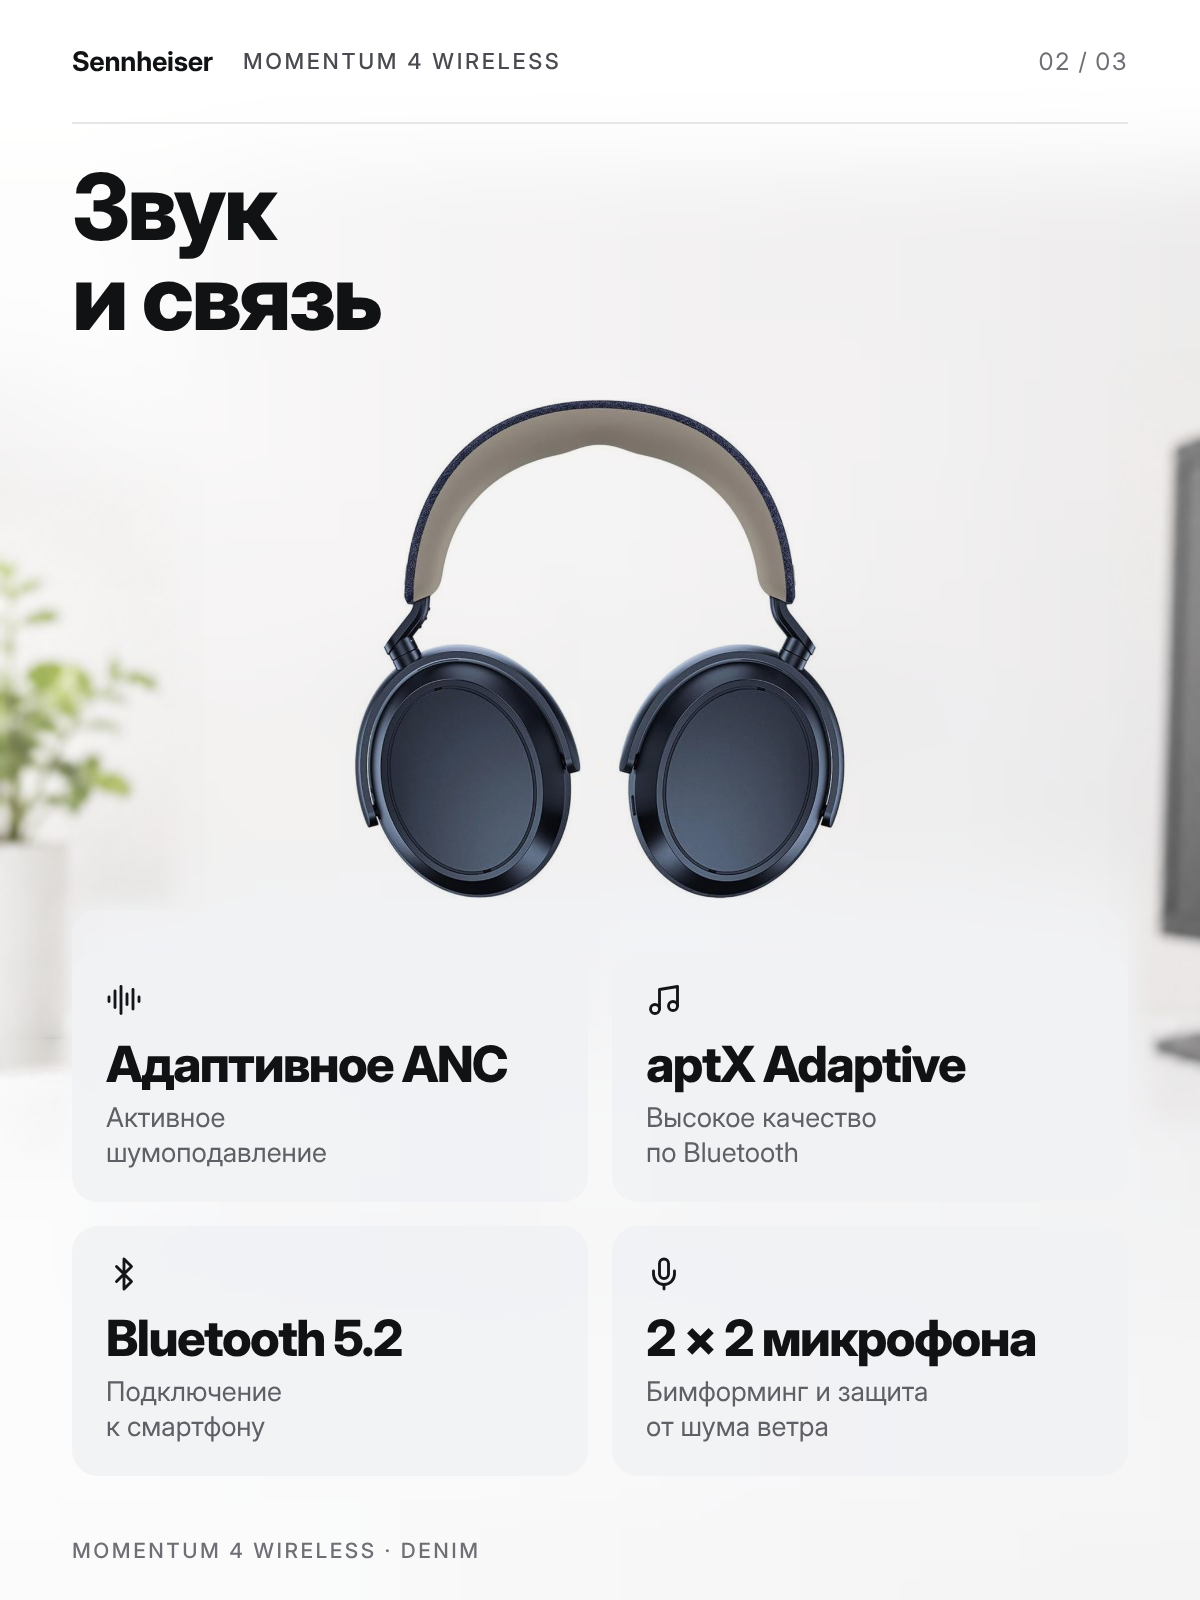 Sennheiser MOMENTUM 4 WIRELESS 02 / 03
Звук
и связь
Адаптивное ANC
Активное
шумоподавление
aptX Adaptive
Высокое качество
по Bluetooth
Bluetooth 5.2
Подключение
к смартфону
2 × 2 микрофона
Бимформинг и защита
от шума ветра
MOMENTUM 4 WIRELESS · DENIM